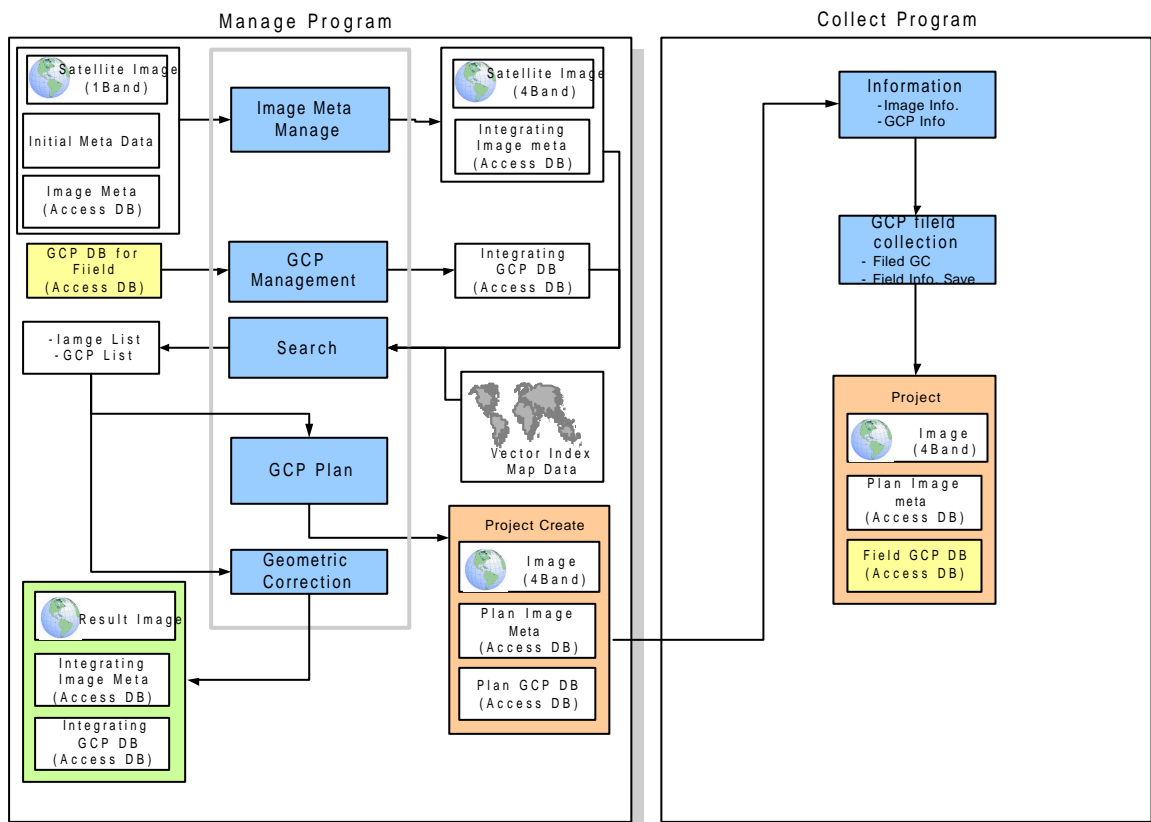 Manage Program
Collect Program
Satellite Image
(1Band)
Initial Meta Data
Image Meta
(Access DB)
Image Meta
Manage
Satellite Image
(4Band)
Integrating
Image meta
(Access DB)
GCP DB for
Fiield
(Access DB)
GCP
Management
Integrating
GCP DB
(Access DB)
-Iamge List
-GCP List
Search
Vector Index
Map Data
GCP Plan
Geometric
Correction
Project Create
Image
(4Band)
Plan Image
Meta
(Access DB)
Plan GCP DB
(Access DB)
Result Image
Integrating
Image Meta
(Access DB)
Integrating
GCP DB
(Access DB)
Information
-Image Info.
-GCP Info
GCP fileld
collection
- Filed GC
- Field Info. Save
Project
Image
(4Band)
Plan Image
meta
(Access DB)
Field GCP DB
(Access DB)